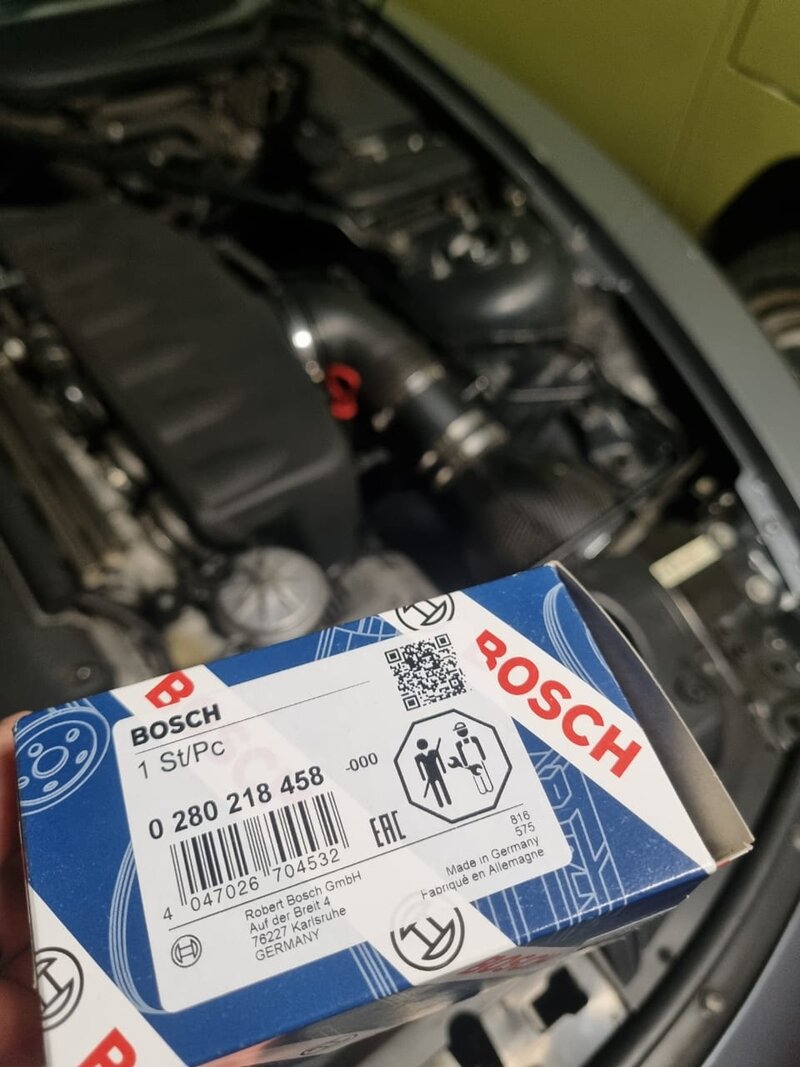 BOSCH
BOSCH
1 St/Pc
0 280 218 458
-000
4 047026 704532
EAC
816
575
Made in Germany
Fabriqué en Allemagne
Robert Bosch GmbH
Auf der Breit 4
76227 Karlsruhe
GERMANY